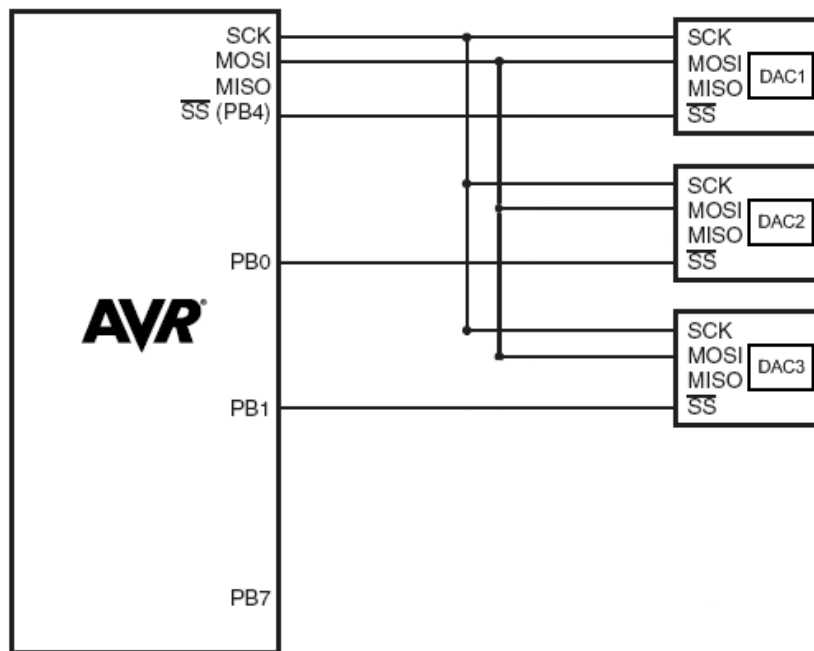 SCK
MOSI
MISO
SS (PB4)
PB0
AVR®
PB1
PB7
SCK
MOSI
MISO
SS
DAC1
SCK
MOSI
MISO
SS
DAC2
SCK
MOSI
MISO
SS
DAC3